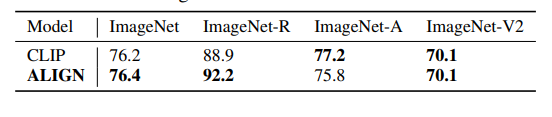 Model ImageNet ImageNet-R ImageNet-A ImageNet-V2
CLIP 76.2 88.9 77.2 70.1
ALIGN 76.4 92.2 75.8 70.1